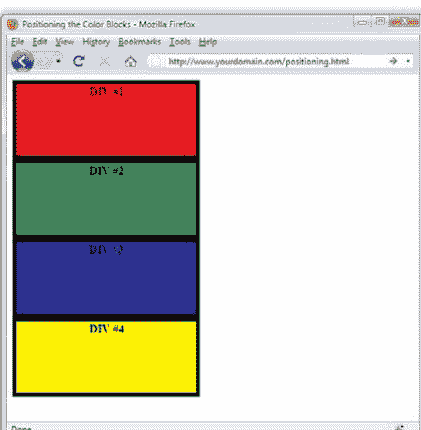 Positioning the Color Blocks - Mozilla Firefox
File Edit View History Bookmarks Tools Help
http://www.yourdomain.com/positioning.html
DIV #1
DIV #2
DIV #3
DIV #4
Done